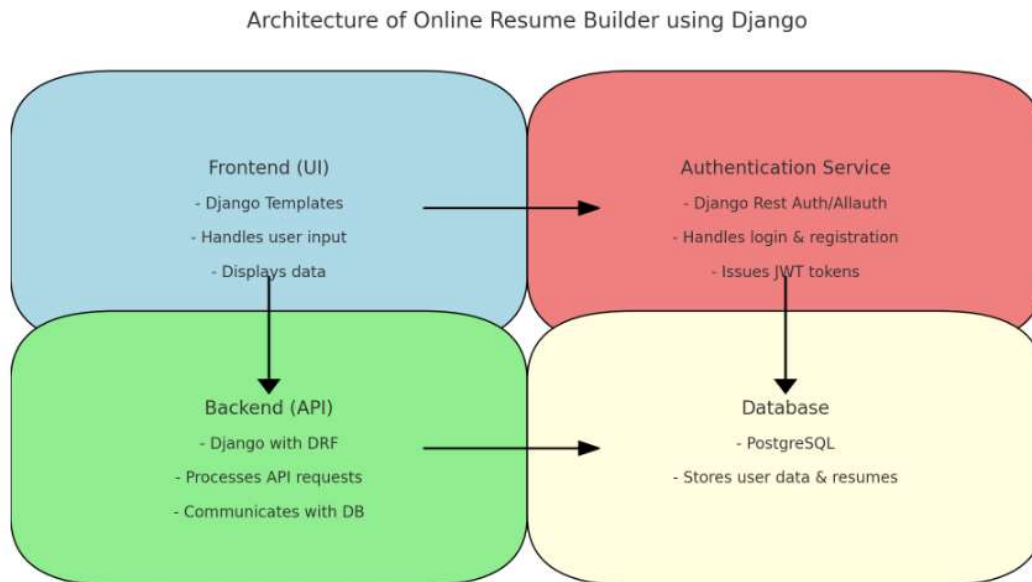 Architecture of Online Resume Builder using Django
Frontend (UI)
- Django Templates
- Handles user input
- Displays data
Authentication Service
- Django Rest Auth/Allauth
- Handles login & registration
- Issues JWT tokens
Backend (API)
- Django with DRF
- Processes API requests
- Communicates with DB
Database
- PostgreSQL
- Stores user data & resumes